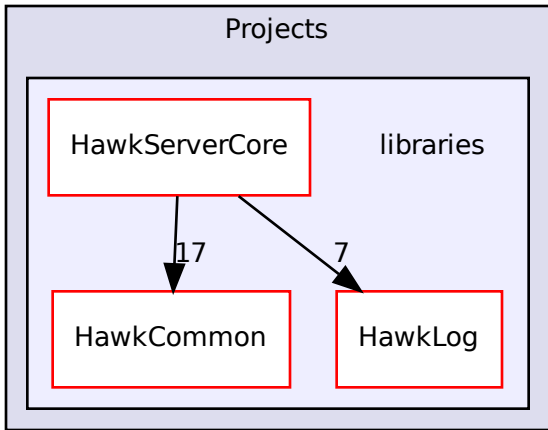 Projects
HawkServerCore
libraries
17
7
HawkCommon
HawkLog